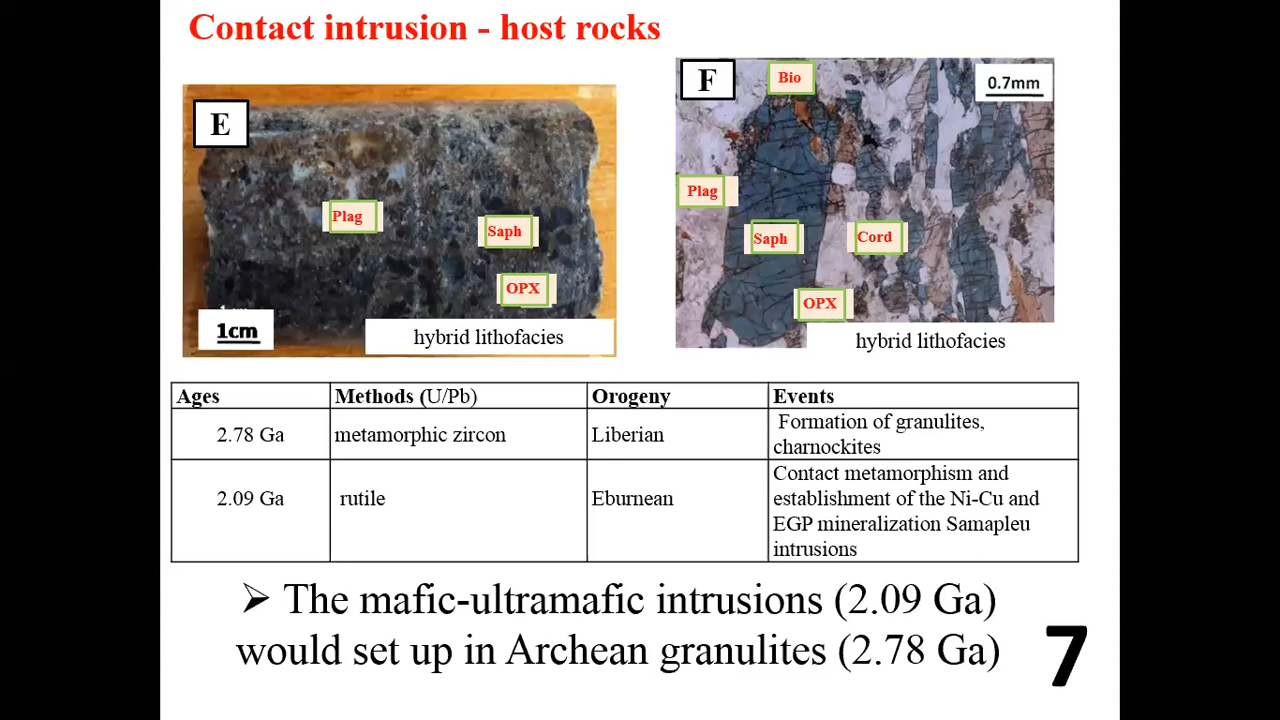 Contact intrusion - host rocks
E
Plag
Saph
OPX
1cm
hybrid lithofacies
F
Bio
0.7mm
Plag
Saph
Cord
OPX
hybrid lithofacies
Ages Methods (U/Pb) Orogeny Events
2.78 Ga metamorphic zircon Liberian Formation of granulites,
charnockites
2.09 Ga rutile Eburnean Contact metamorphism and
establishment of the Ni-Cu and
EGP mineralization Samapleu
intrusions
➢ The mafic-ultramafic intrusions (2.09 Ga)
would set up in Archean granulites (2.78 Ga)
7